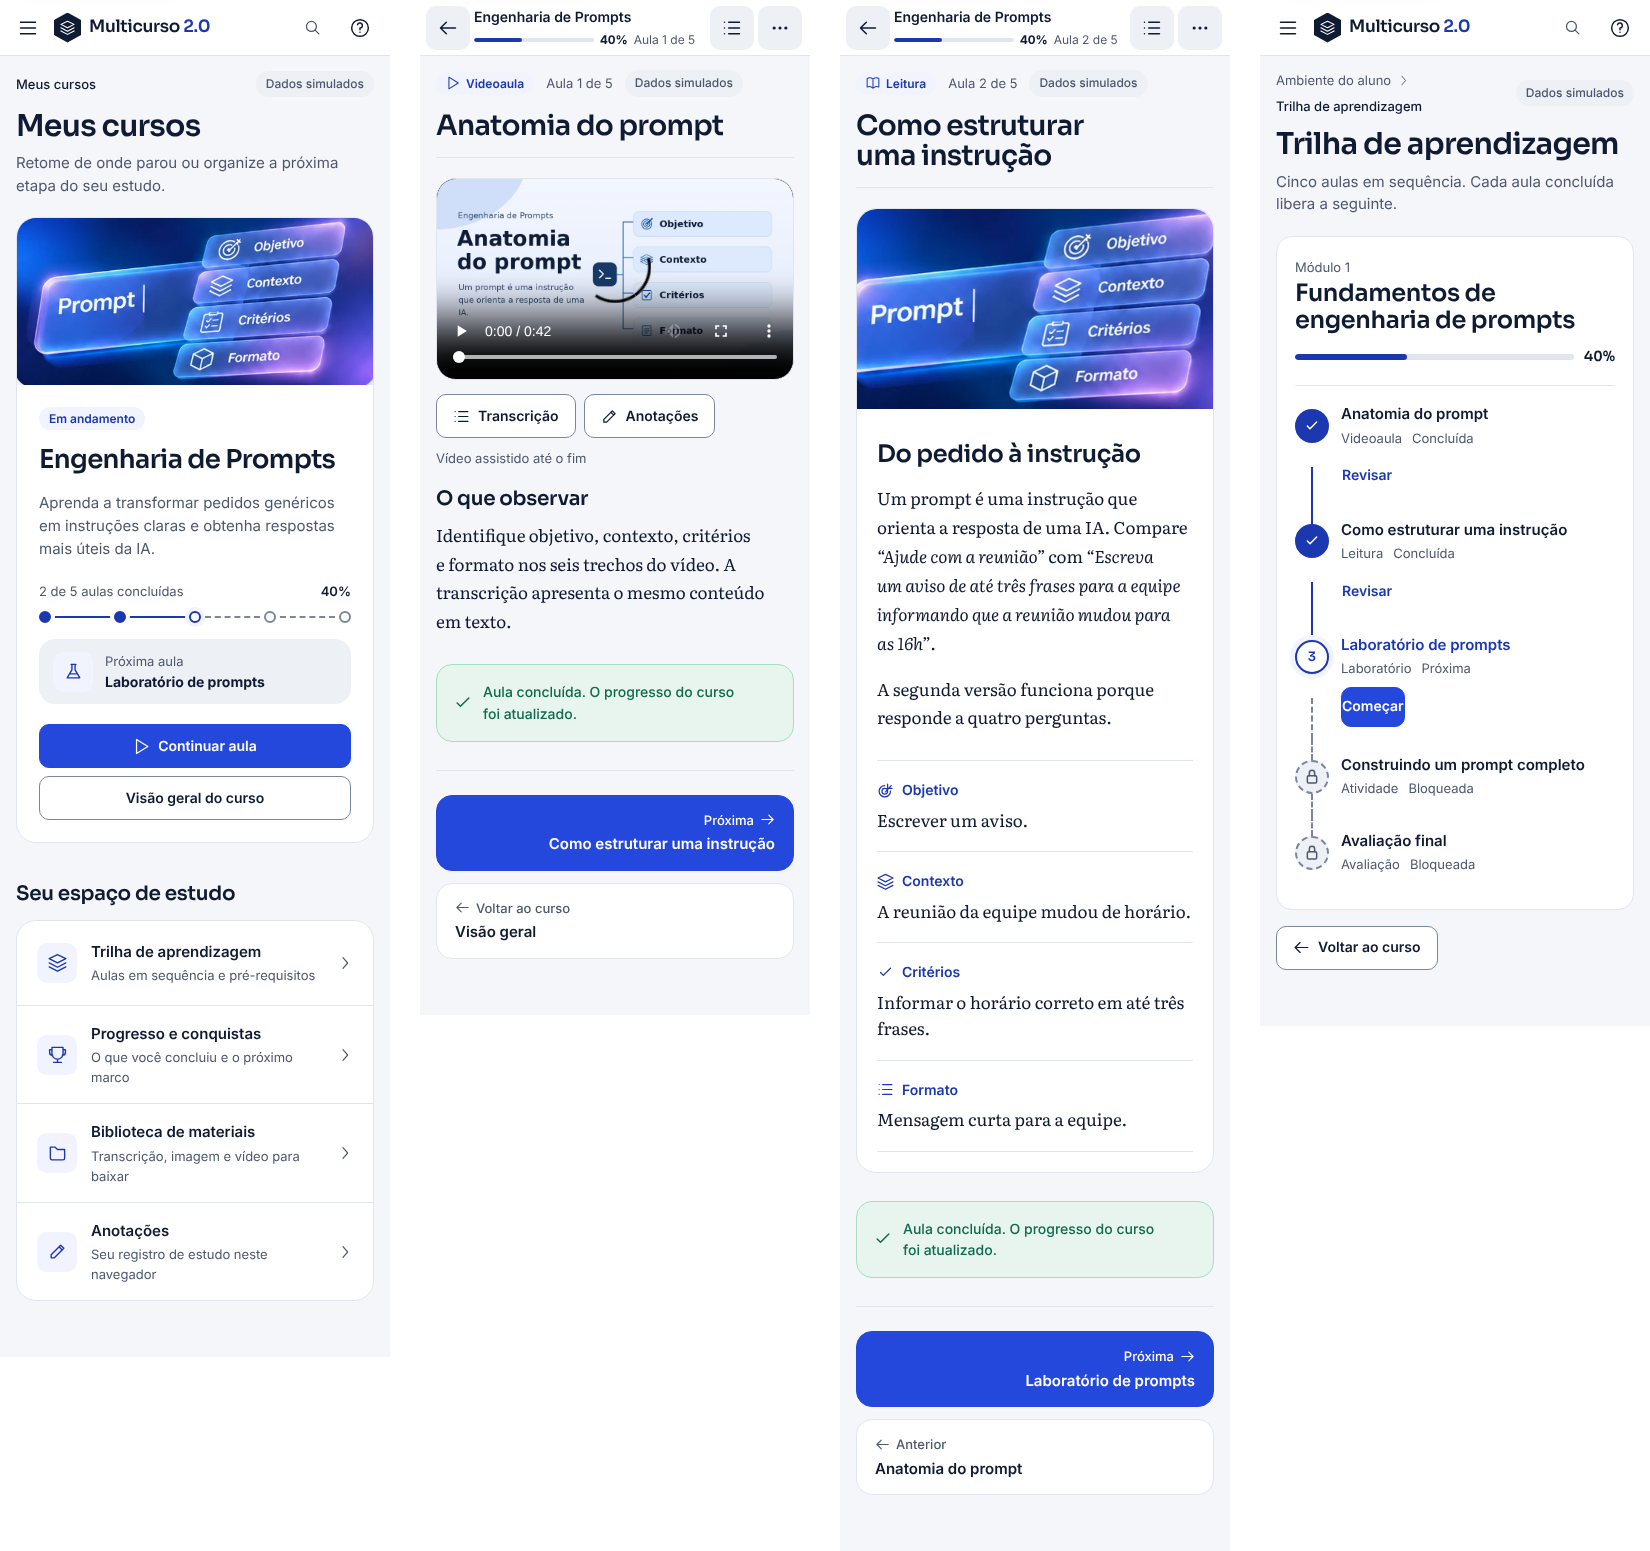 Multicurso 2.0
Meus cursos
Dados simulados
Meus cursos
Retome de onde parou ou organize a próxima
etapa do seu estudo.
Prompt
Objetivo
Contexto
Critérios
Formato
Em andamento
Engenharia de Prompts
Aprenda a transformar pedidos genéricos
em instruções claras e obtenha respostas
mais úteis da IA.
2 de 5 aulas concluídas 40%
Próxima aula
Laboratório de prompts
Continuar aula
Visão geral do curso
Seu espaço de estudo
Trilha de aprendizagem
Aulas em sequência e pré-requisitos
Progresso e conquistas
O que você concluiu e o próximo
marco
Biblioteca de materiais
Transcrição, imagem e vídeo para
baixar
Anotações
Seu registro de estudo neste
navegador
Engenharia de Prompts
40% Aula 1 de 5
Videoaula Aula 1 de 5 Dados simulados
Anatomia do prompt
Engenharia de Prompts
Anatomia
do prompt
Um prompt é uma instrução
que orienta a resposta de uma
IA.
Objetivo
Contexto
Critérios
Formato
0:00 / 0:42
Transcrição
Anotações
Vídeo assistido até o fim
O que observar
Identifique objetivo, contexto, critérios
e formato nos seis trechos do vídeo. A
transcrição apresenta o mesmo conteúdo
em texto.
Aula concluída. O progresso do curso
foi atualizado.
Próxima
Como estruturar uma instrução
Voltar ao curso
Visão geral
Engenharia de Prompts
40% Aula 2 de 5
Leitura Aula 2 de 5 Dados simulados
Como estruturar
uma instrução
Prompt
Objetivo
Contexto
Critérios
Formato
Do pedido à instrução
Um prompt é uma instrução que
orienta a resposta de uma IA. Compare
“Ajude com a reunião” com “Escreva
um aviso de até três frases para a equipe
informando que a reunião mudou para
as 16h”.
A segunda versão funciona porque
responde a quatro perguntas.
Objetivo
Escrever um aviso.
Contexto
A reunião da equipe mudou de horário.
Critérios
Informar o horário correto em até três
frases.
Formato
Mensagem curta para a equipe.
Aula concluída. O progresso do curso
foi atualizado.
Próxima
Laboratório de prompts
Anterior
Anatomia do prompt
Multicurso 2.0
Ambiente do aluno
Trilha de aprendizagem
Dados simulados
Trilha de aprendizagem
Cinco aulas em sequência. Cada aula concluída
libera a seguinte.
Módulo 1
Fundamentos de
engenharia de prompts
40%
Anatomia do prompt
Videoaula Concluída
Revisar
Como estruturar uma instrução
Leitura Concluída
Revisar
3
Laboratório de prompts
Laboratório Próxima
Começar
Construindo um prompt completo
Atividade Bloqueada
Avaliação final
Avaliação Bloqueada
Voltar ao curso